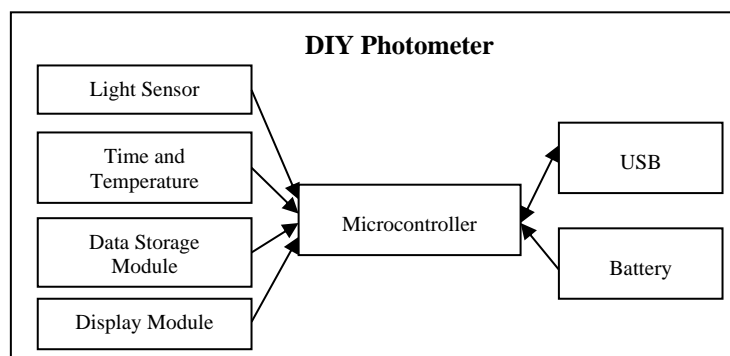 DIY Photometer
Light Sensor
Time and
Temperature
Data Storage
Module
Display Module
Microcontroller
USB
Battery